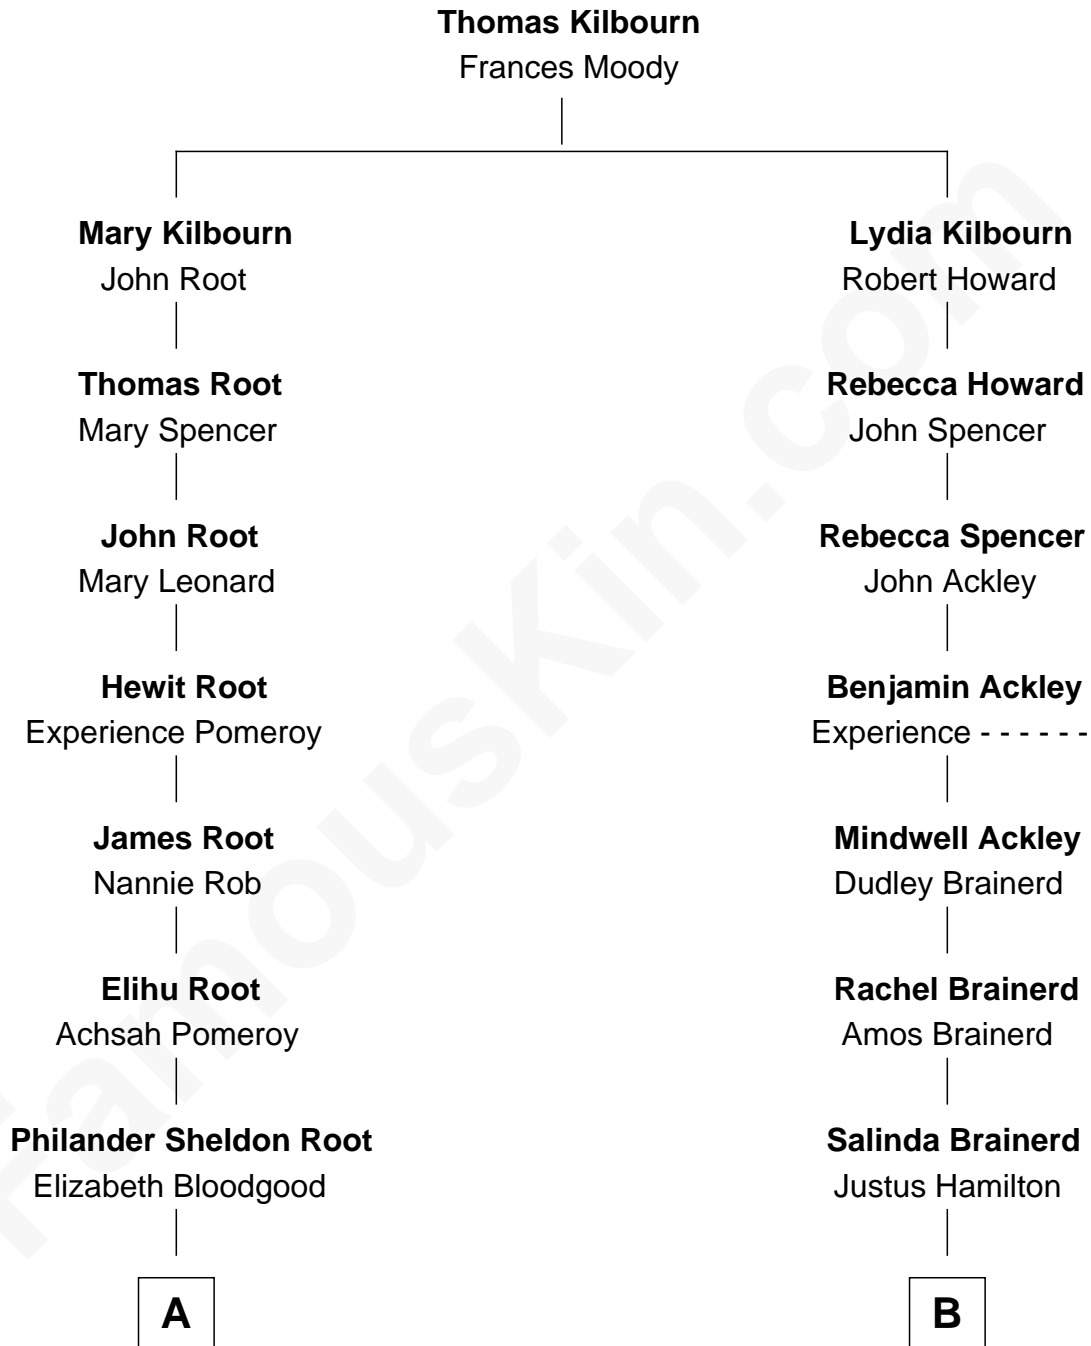 Thomas Kilbourn
Frances Moody
Mary Kilbourn
John Root
Lydia Kilbourn
Robert Howard
Thomas Root
Mary Spencer
Rebecca Howard
John Spencer
John Root
Mary Leonard
Rebecca Spencer
John Ackley
Hewit Root
Experience Pomeroy
Benjamin Ackley
Experience - - - - - -
James Root
Nannie Rob
Mindwell Ackley
Dudley Brainerd
Elihu Root
Achsah Pomeroy
Rachel Brainerd
Amos Brainerd
Philander Sheldon Root
Elizabeth Bloodgood
Salinda Brainerd
Justus Hamilton
A
B
FamousKin.com